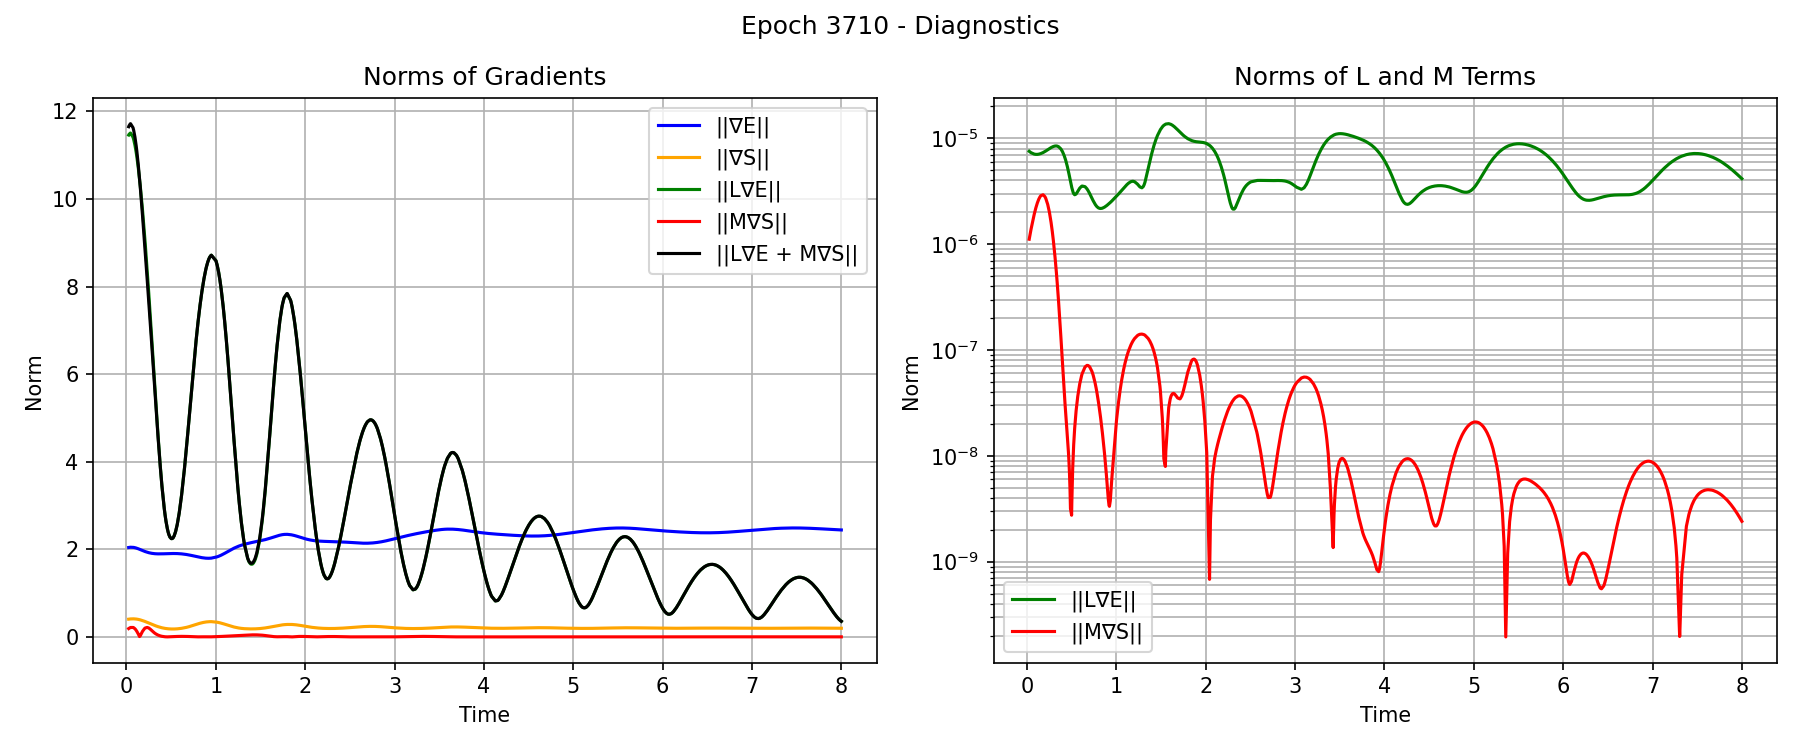 Epoch 3710 - Diagnostics
Norms of Gradients
12
10
8
6
4
2
0
Norm
0 1 2 3 4 5 6 7 8
Time
||∇E||
||∇S||
||L∇E||
||M∇S||
||L∇E + M∇S||
Norms of L and M Terms
10⁻⁵
10⁻⁶
10⁻⁷
10⁻⁸
10⁻⁹
Norm
0 1 2 3 4 5 6 7 8
Time
||L∇E||
||M∇S||